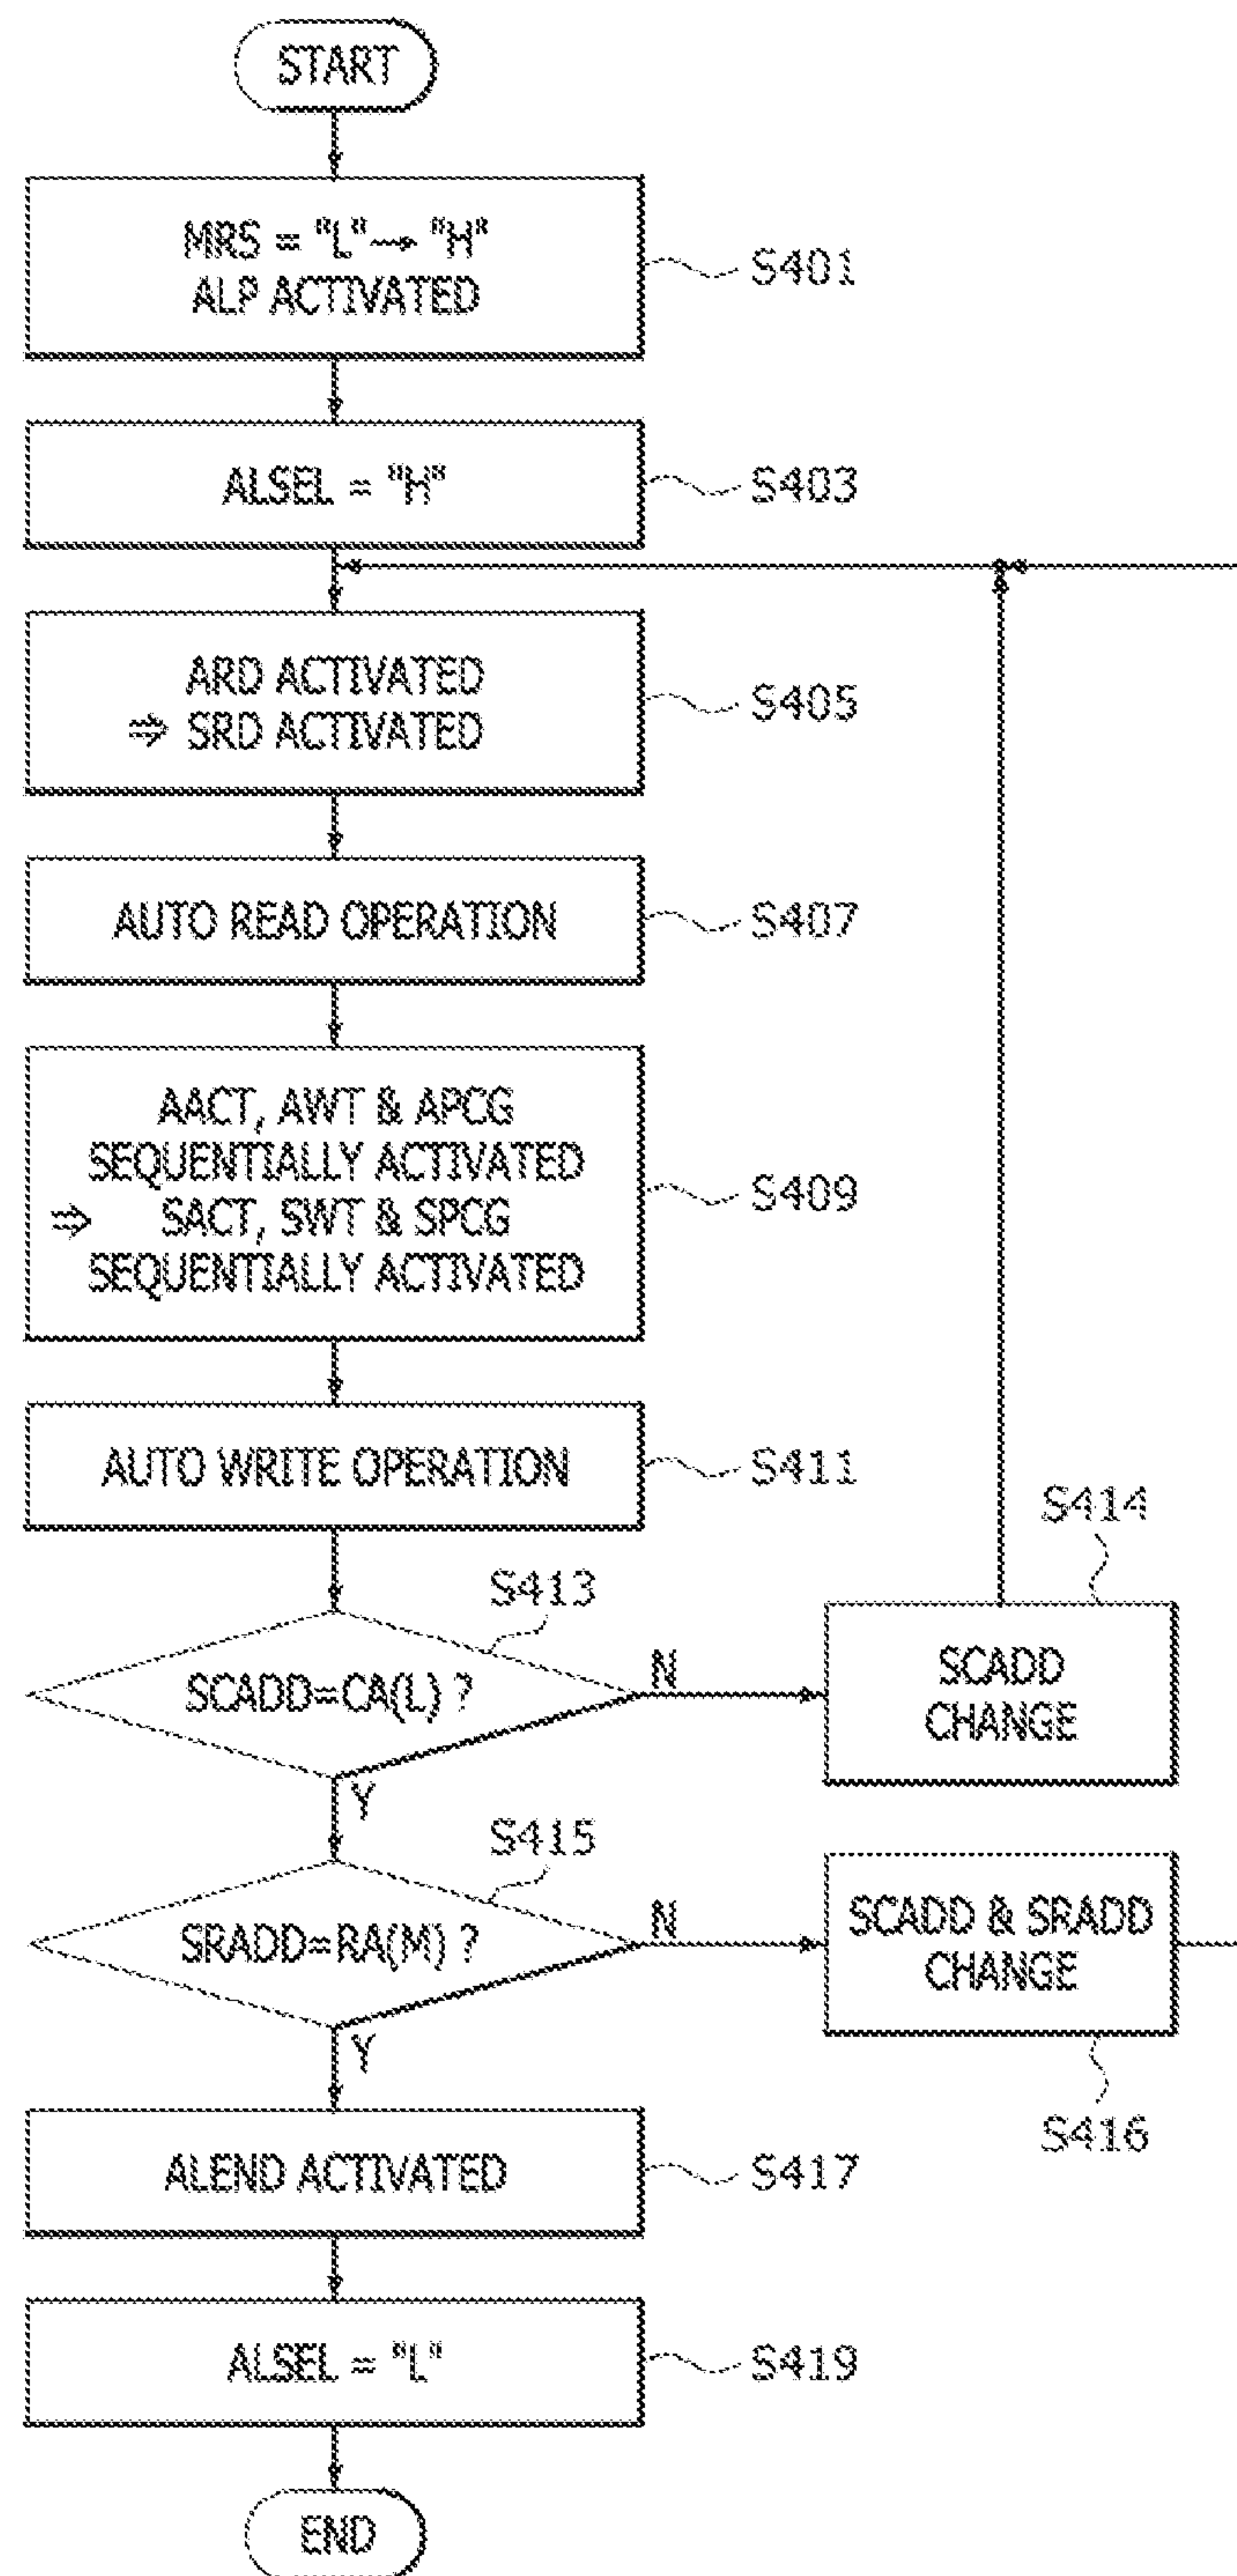 START
MRS = "L"→"H"
ALP ACTIVATED
S401
ALSEL = "H"
S403
ARD ACTIVATED
⇒ SRD ACTIVATED
S405
AUTO READ OPERATION
S407
AACT, AWT & APCG
SEQUENTIALLY ACTIVATED
⇒ SACT, SWT & SPCG
SEQUENTIALLY ACTIVATED
S409
AUTO WRITE OPERATION
S411
S413
SCADD=CA(L) ?
N
Y
S414
SCADD
CHANGE
S415
SRADD=RA(M) ?
N
Y
SCADD & SRADD
CHANGE
S416
ALEND ACTIVATED
S417
ALSEL = "L"
S419
END